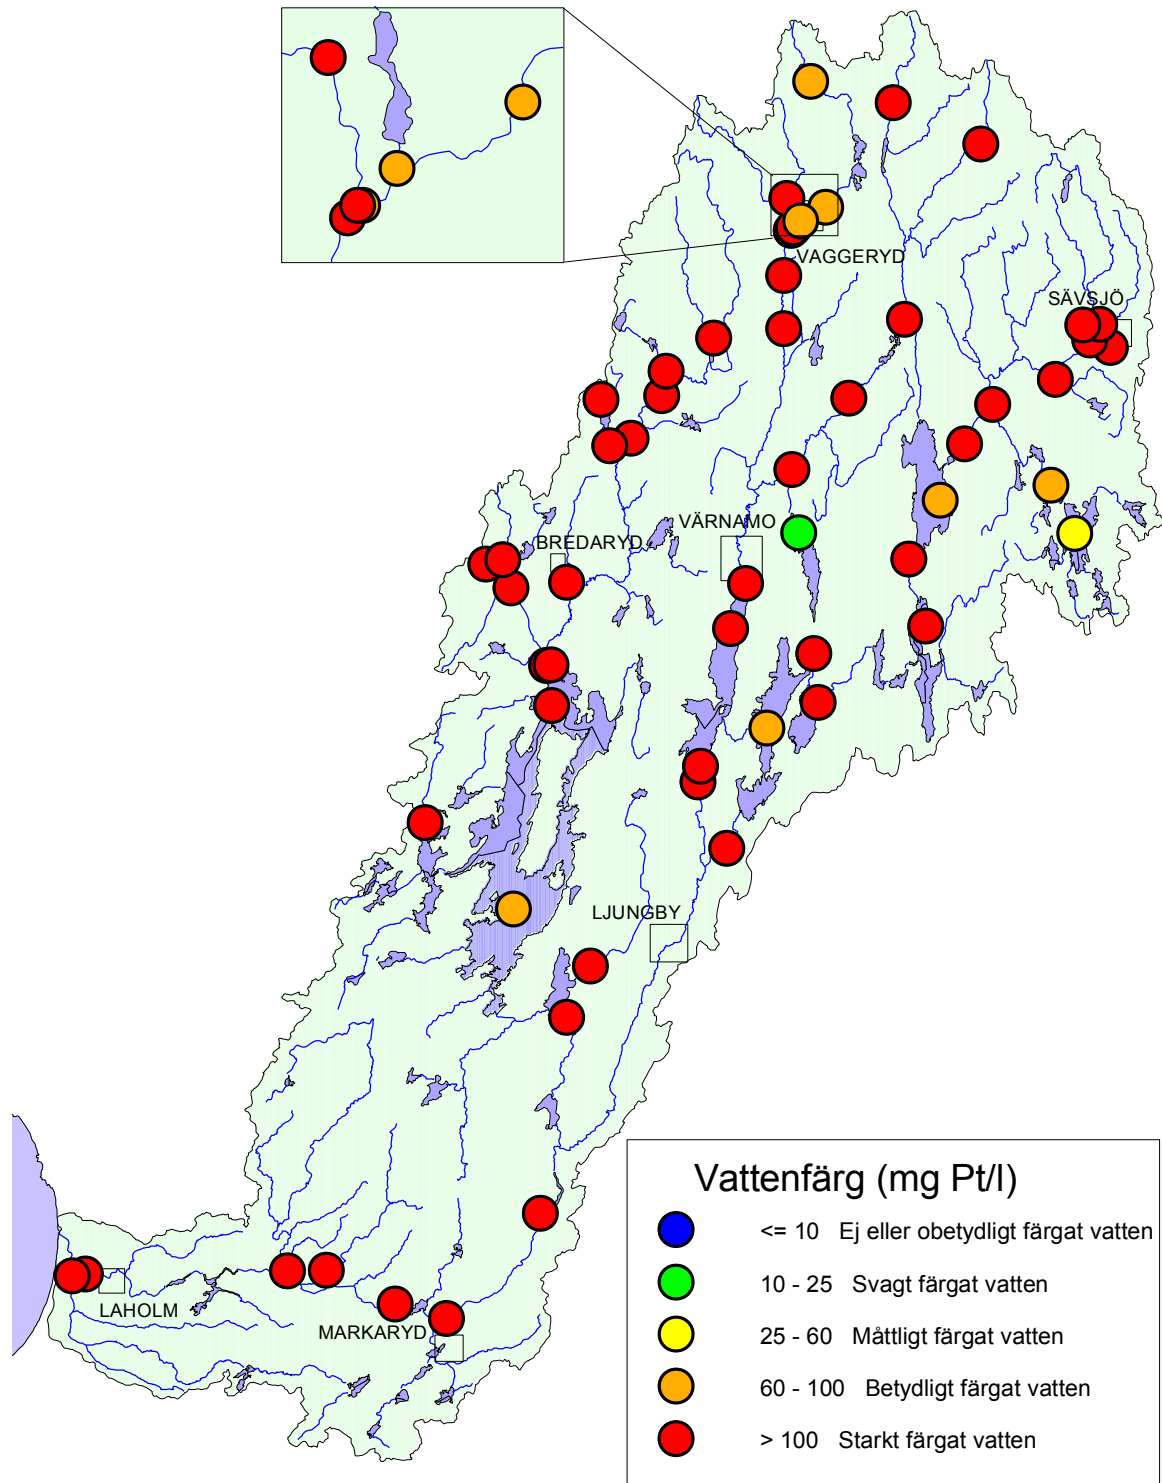 VAGGERYD
SÄVSJÖ
VÄRNAMO
BREDARYD
LJUNGBY
LAHOLM
MARKARYD
Vattenfärg (mg Pt/l)
<= 10 Ej eller obetydligt färgat vatten
10 - 25 Svagt färgat vatten
25 - 60 Måttligt färgat vatten
60 - 100 Betydligt färgat vatten
> 100 Starkt färgat vatten